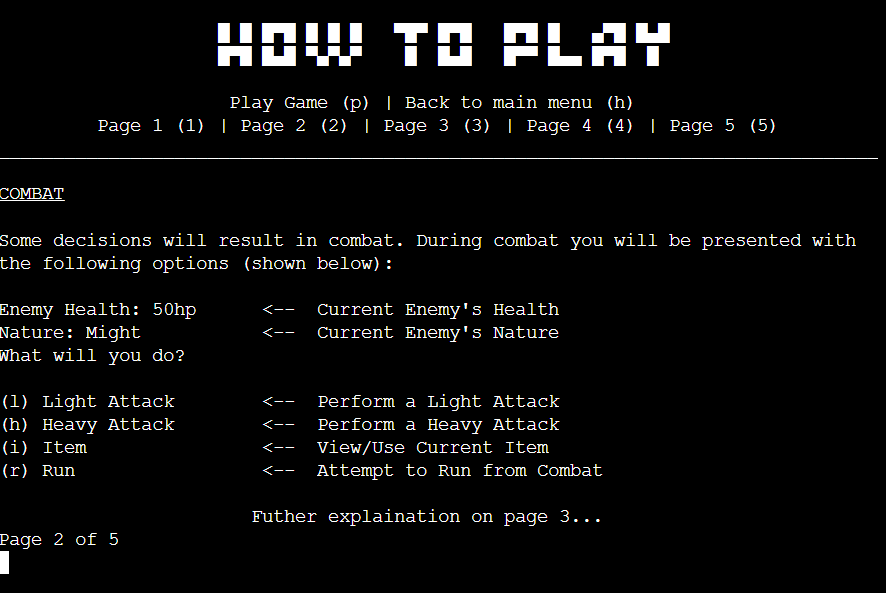 HOW TO PLAY
Play Game (p) | Back to main menu (h)
Page 1 (1) | Page 2 (2) | Page 3 (3) | Page 4 (4) | Page 5 (5)
COMBAT
Some decisions will result in combat. During combat you will be presented with
the following options (shown below):
Enemy Health: 50hp <-- Current Enemy's Health
Nature: Might <-- Current Enemy's Nature
What will you do?
(l) Light Attack <-- Perform a Light Attack
(h) Heavy Attack <-- Perform a Heavy Attack
(i) Item <-- View/Use Current Item
(r) Run <-- Attempt to Run from Combat
Futher explaination on page 3...
Page 2 of 5